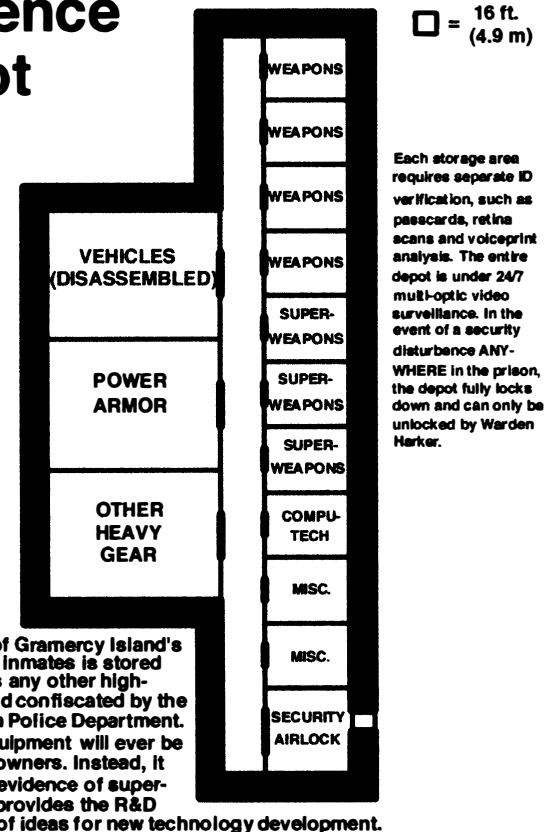 ence
ot
= 16 ft.
(4.9 m)
WEAPONS
WEAPONS
WEAPONS
WEAPONS
SUPER-
WEAPONS
SUPER-
WEAPONS
SUPER-
WEAPONS
COMPU-
TECH
MISC.
MISC.
SECURITY
AIRLOCK
VEHICLES
(DISASSEMBLED)
POWER
ARMOR
OTHER
HEAVY
GEAR
Each storage area
requires separate ID
verification, such as
passcards, retina
scans and voiceprint
analysis. The entire
depot is under 24/7
multi-optic video
surveillance. In the
event of a security
disturbance ANY-
WHERE in the prison,
the depot fully locks
down and can only be
unlocked by Warden
Harker.
of Gramercy Island's
inmates is stored
s any other high-
d confiscated by the
n Police Department.
uipment will ever be
owners. Instead, it
evidence of super-
provides the R&D
of ideas for new technology development.